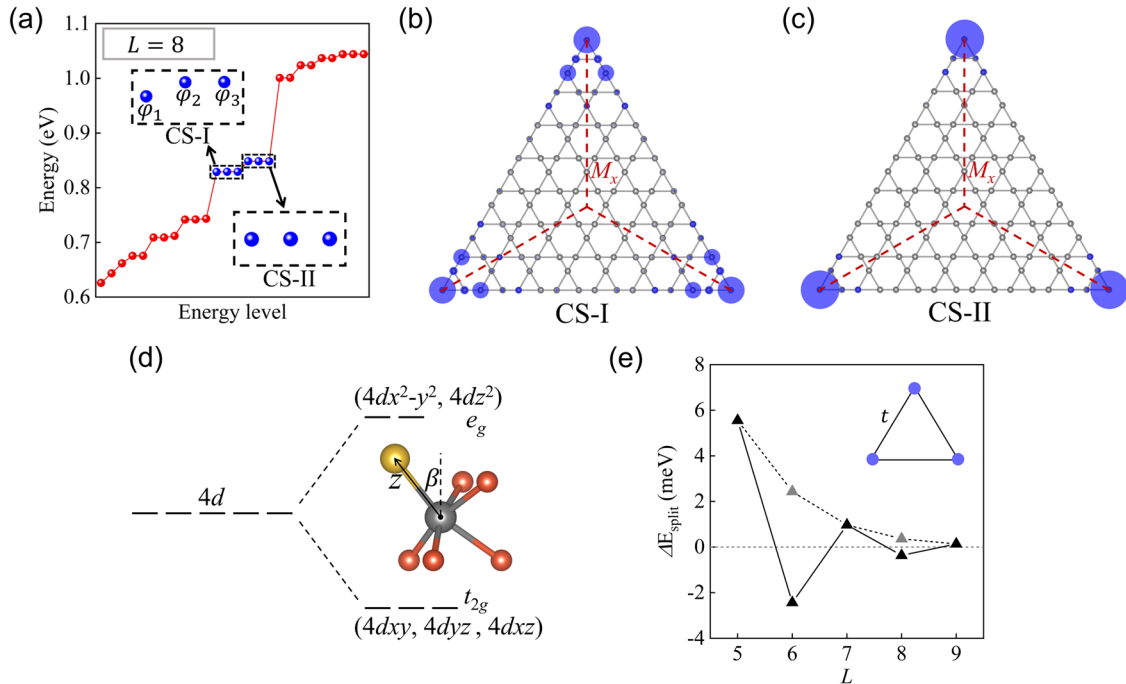 (a)
1.1
1.0
0.9
0.8
0.7
0.6
Energy (eV)
L = 8
φ₁ φ₂ φ₃
CS-I
CS-II
Energy level
(b)
Mₓ
CS-I
(c)
Mₓ
CS-II
(d)
4d
(4dx²-y², 4dz²)
e_g
z
β
t₂g
(4dxy, 4dyz , 4dxz)
(e)
8
6
4
2
0
-2
-4
ΔE_split (meV)
t
5 6 7 8 9
L